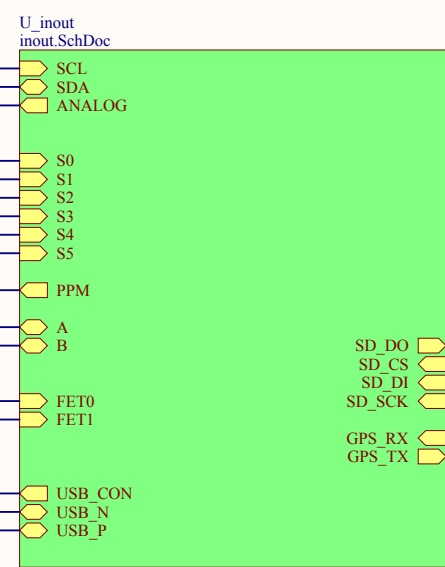 U_inout
inout.SchDoc
SCL
SDA
ANALOG
S0
S1
S2
S3
S4
S5
PPM
A
B
SD_DO
SD_CS
SD_DI
SD_SCK
FET0
FET1
GPS_RX
GPS_TX
USB_CON
USB_N
USB_P